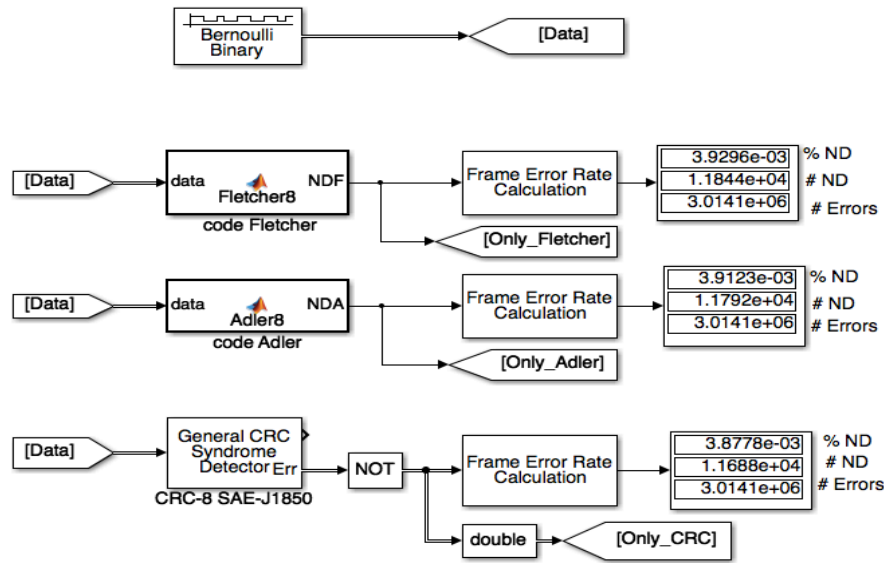 Bernoulli
Binary
[Data]
[Data]
data
Fletcher8
NDF
code Fletcher
Frame Error Rate
Calculation
3.9296e-03
1.1844e+04
3.0141e+06
% ND
# ND
# Errors
[Only_Fletcher]
[Data]
data
Adler8
NDA
code Adler
Frame Error Rate
Calculation
3.9123e-03
1.1792e+04
3.0141e+06
% ND
# ND
# Errors
[Only_Adler]
[Data]
General CRC
Syndrome
Detector
Err
CRC-8 SAE-J1850
NOT
Frame Error Rate
Calculation
3.8778e-03
1.1688e+04
3.0141e+06
% ND
# ND
# Errors
double
[Only_CRC]